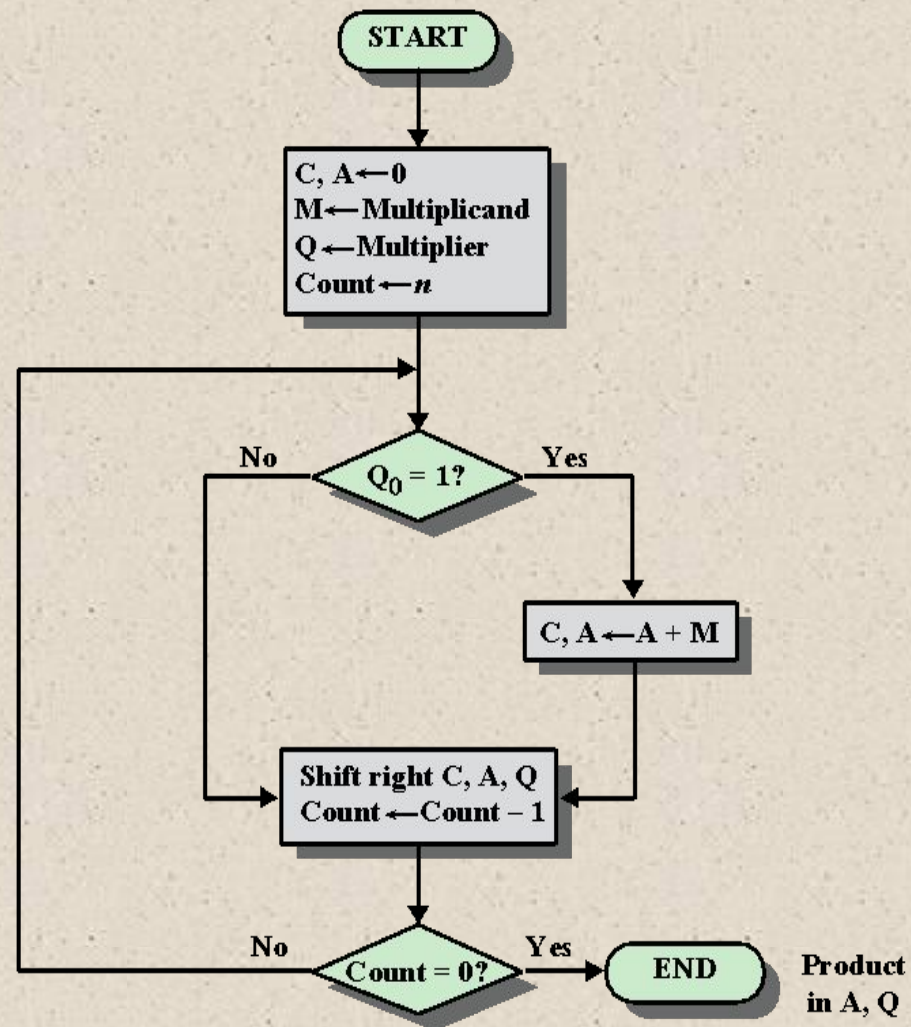 START
C, A←0
M←Multiplicand
Q←Multiplier
Count←n
No
Yes
Q₀ = 1?
C, A←A + M
Shift right C, A, Q
Count←Count – 1
No
Yes
Count = 0?
END
Product
in A, Q